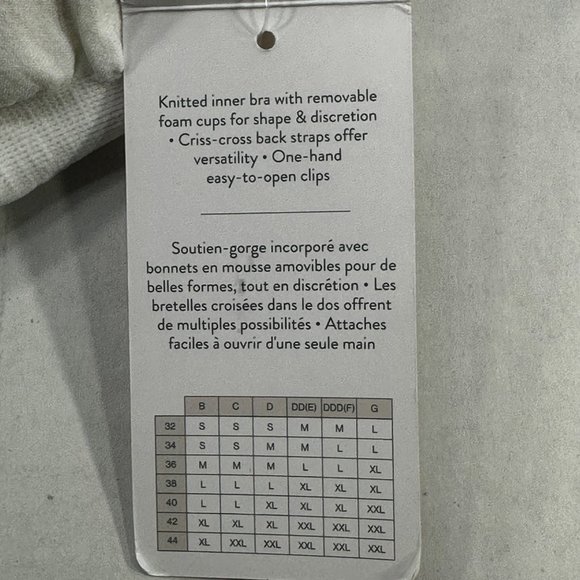 Knitted inner bra with removable
foam cups for shape & discretion
• Criss-cross back straps offer
versatility • One-hand
easy-to-open clips
Soutien-gorge incorporé avec
bonnets en mousse amovibles pour de
belles formes, tout en discrétion • Les
bretelles croisées dans le dos offrent
de multiples possibilités • Attaches
faciles à ouvrir d'une seule main
B C D DD(E) DDD(F) G
32 S S S M M L
34 S S M M L L
36 M M M L L XL
38 L L L XL XL XL
40 L L XL XL XL XXL
42 XL XL XL XXL XXL XXL
44 XL XXL XXL XXL XXL XXL